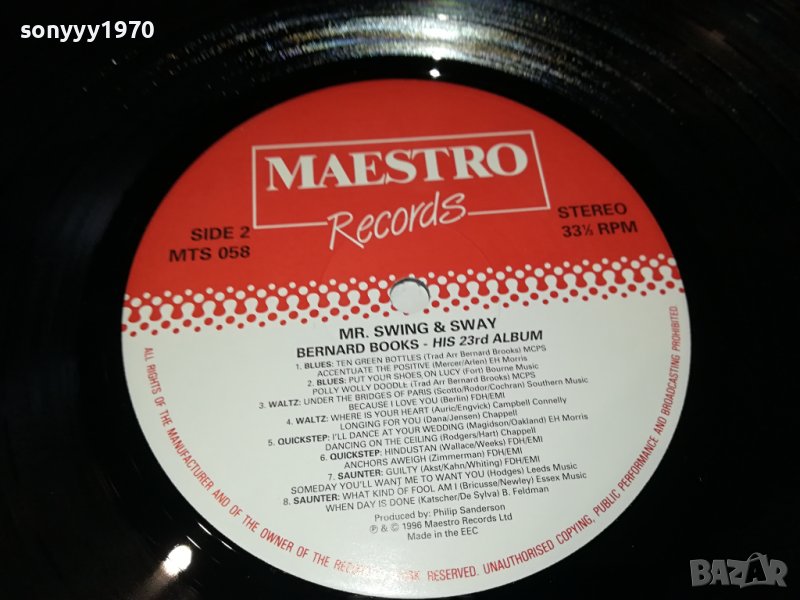 sonyyy1970
MAESTRO
Records
SIDE 2
MTS 058
STEREO
33⅓ RPM
MR. SWING & SWAY
BERNARD BOOKS - HIS 23rd ALBUM
1. BLUES: TEN GREEN BOTTLES (Trad Arr Bernard Brooks) MCPS
ACCENTUATE THE POSITIVE (Mercer/Arlen) EH Morris
2. BLUES: PUT YOUR SHOES ON LUCY (Fort) Bourne Music
POLLY WOLLY DOODLE (Trad Arr Bernard Brooks) MCPS
3. WALTZ: UNDER THE BRIDGES OF PARIS (Scotto/Rodor/Cochran) Southern Music
BECAUSE I LOVE YOU (Berlin) FDH/EMI
4. WALTZ: WHERE IS YOUR HEART (Auric/Engvick) Campbell Connelly
LONGING FOR YOU (Dana/Jensen) Chappell
5. QUICKSTEP: I'LL DANCE AT YOUR WEDDING (Magidson/Oakland) EH Morris
DANCING ON THE CEILING (Rodgers/Hart) Chappell
6. QUICKSTEP: HINDUSTAN (Wallace/Weeks) FDH/EMI
ANCHORS AWEIGH (Zimmerman) FDH/EMI
7. SAUNTER: GUILTY (Akst/Kahn/Whiting) FDH/EMI
SOMEDAY YOU'LL WANT ME TO WANT YOU (Hodges) Leeds Music
8. SAUNTER: WHAT KIND OF FOOL AM I (Bricusse/Newley) Essex Music
WHEN DAY IS DONE (Katscher/De Sylva) B. Feldman
Produced by: Philip Sanderson
℗ & © 1996 Maestro Records Ltd
Made in the EEC
ALL RIGHTS OF THE MANUFACTURER AND OF THE OWNER OF THE RECORDED WORK RESERVED. UNAUTHORISED COPYING, PUBLIC PERFORMANCE AND BROADCASTING PROHIBITED
BAZAR